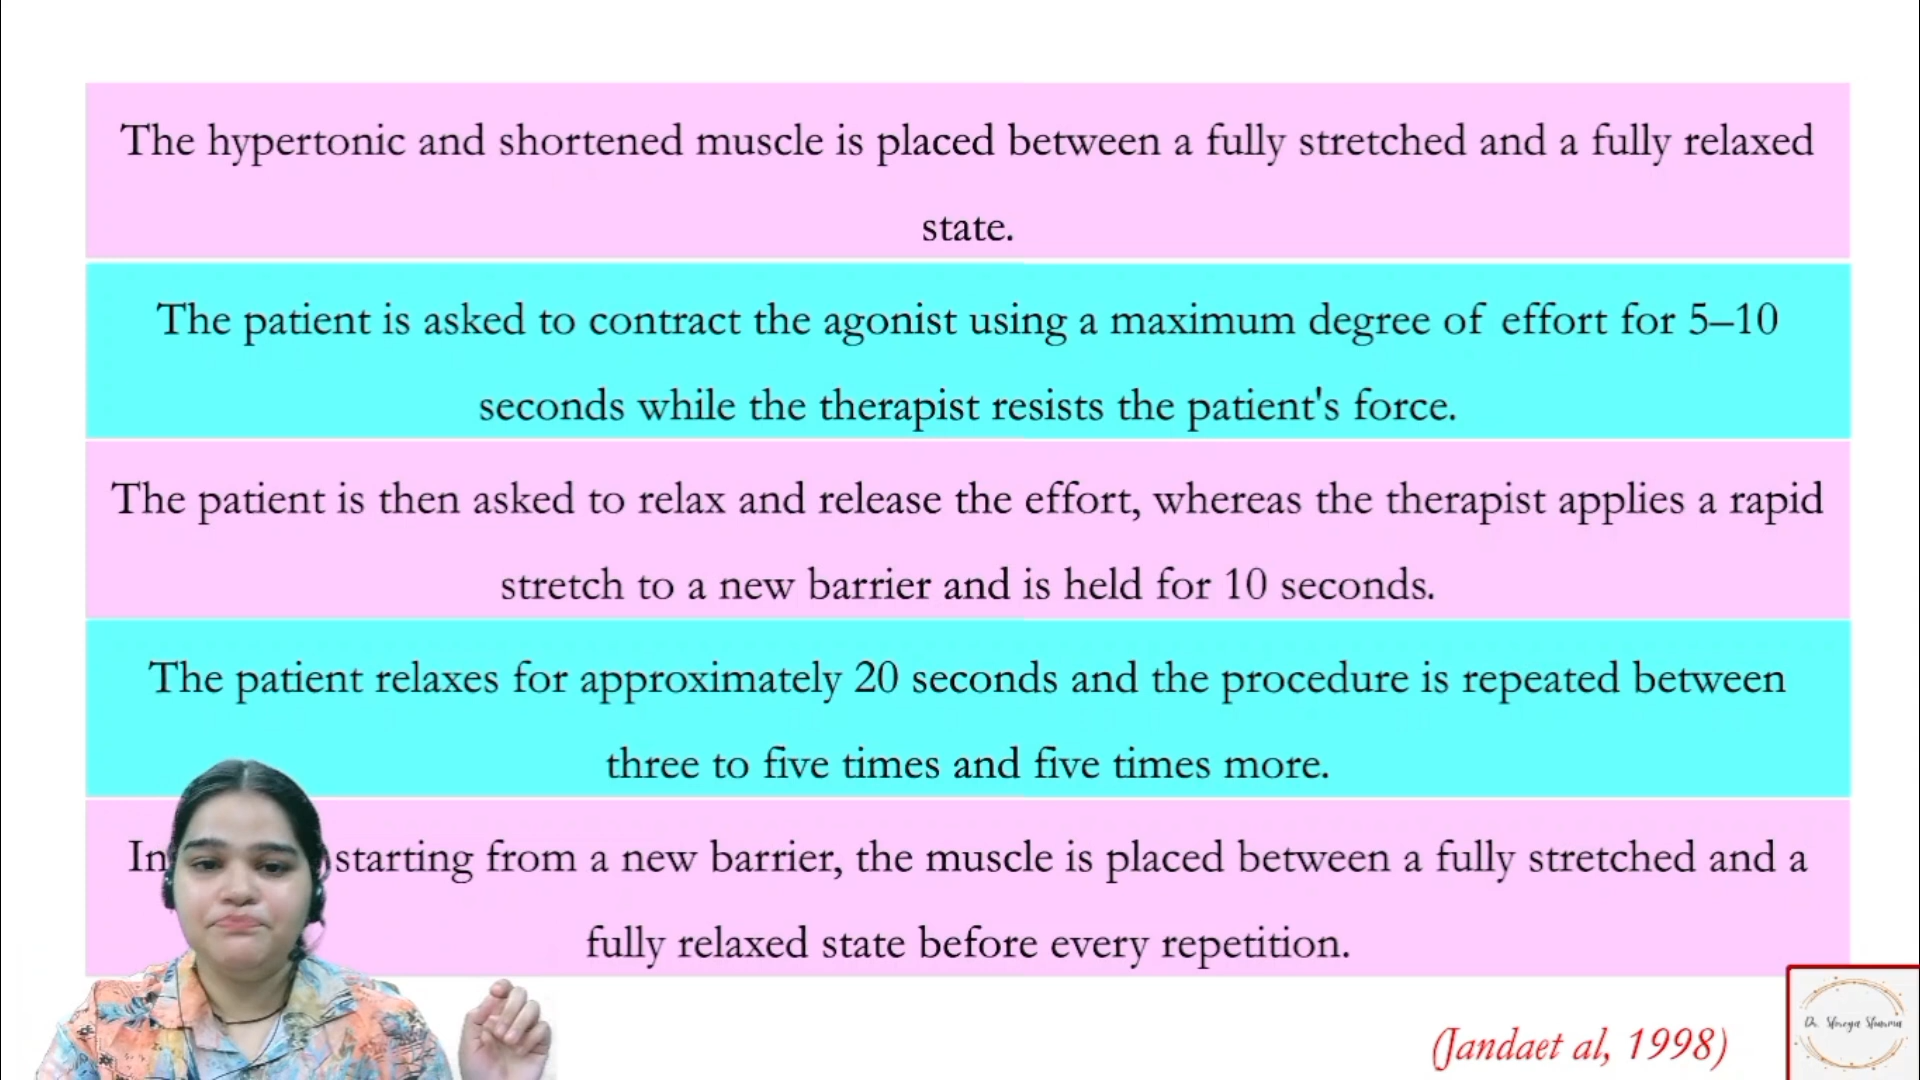 The hypertonic and shortened muscle is placed between a fully stretched and a fully relaxed
state.
The patient is asked to contract the agonist using a maximum degree of effort for 5–10
seconds while the therapist resists the patient's force.
The patient is then asked to relax and release the effort, whereas the therapist applies a rapid
stretch to a new barrier and is held for 10 seconds.
The patient relaxes for approximately 20 seconds and the procedure is repeated between
three to five times and five times more.
starting from a new barrier, the muscle is placed between a fully stretched and a
fully relaxed state before every repetition.
(Jandaet al, 1998)
Dr. Shreya Sharma